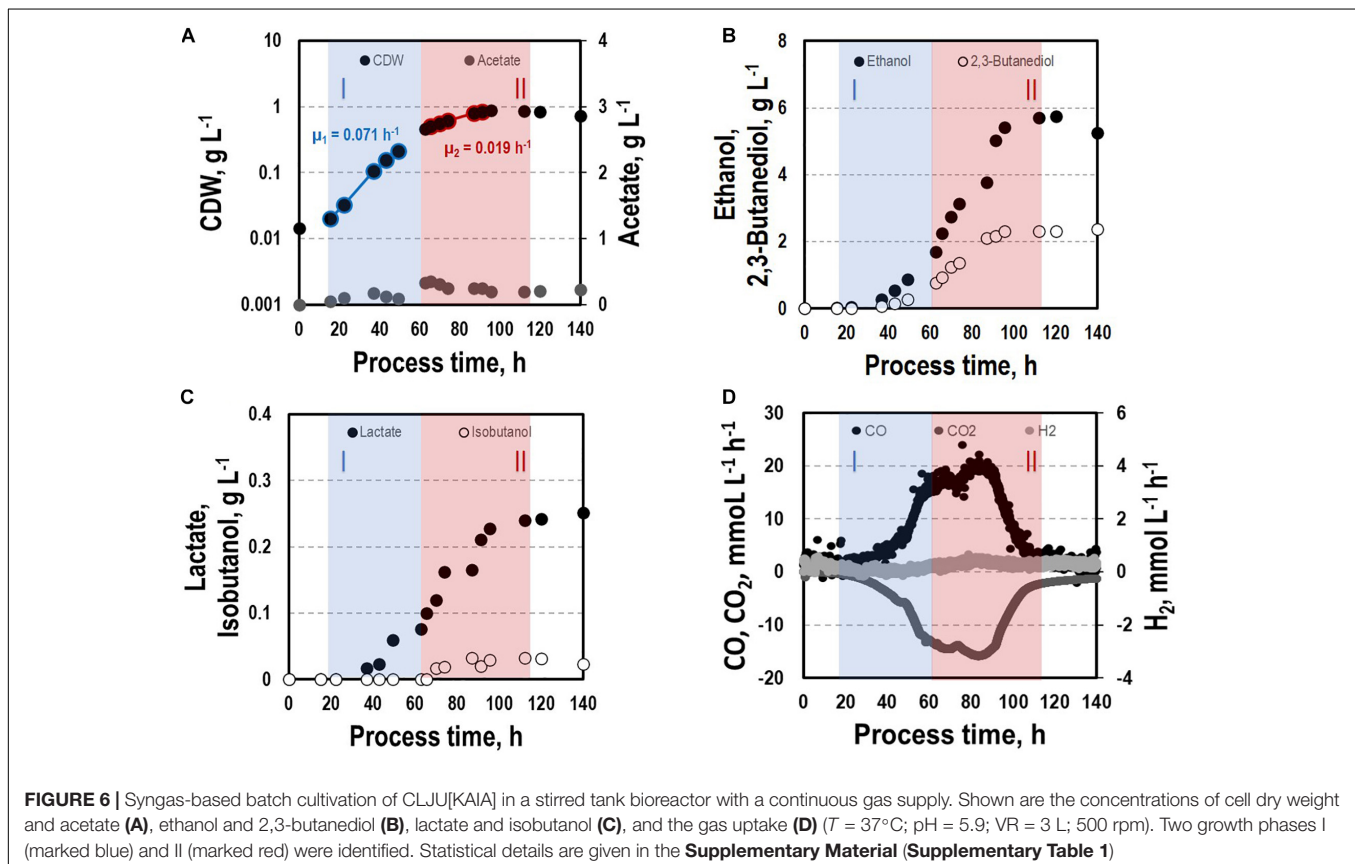 A
CDW
Acetate
I
II
μ1 = 0.071 h-1
μ2 = 0.019 h-1
CDW, g L-1
10
1
0.1
0.01
0.001
Acetate, g L-1
4
3
2
1
0
0 20 40 60 80 100 120 140
Process time, h
B
Ethanol
2,3-Butanediol
I
II
Ethanol,
2,3-Butanediol, g L-1
8
6
4
2
0
0 20 40 60 80 100 120 140
Process time, h
C
Lactate
Isobutanol
I
II
Lactate,
Isobutanol, g L-1
0.4
0.3
0.2
0.1
0
0 20 40 60 80 100 120 140
Process time, h
D
CO
CO2
H2
I
II
CO, CO2, mmoL L-1 h-1
30
20
10
0
-10
-20
H2, mmoL L-1 h-1
6
4
2
0
-2
-4
0 20 40 60 80 100 120 140
Process time, h
FIGURE 6 | Syngas-based batch cultivation of CLJU[KAIA] in a stirred tank bioreactor with a continuous gas supply. Shown are the concentrations of cell dry weight
and acetate (A), ethanol and 2,3-butanediol (B), lactate and isobutanol (C), and the gas uptake (D) (T = 37°C; pH = 5.9; VR = 3 L; 500 rpm). Two growth phases I
(marked blue) and II (marked red) were identified. Statistical details are given in the Supplementary Material (Supplementary Table 1)